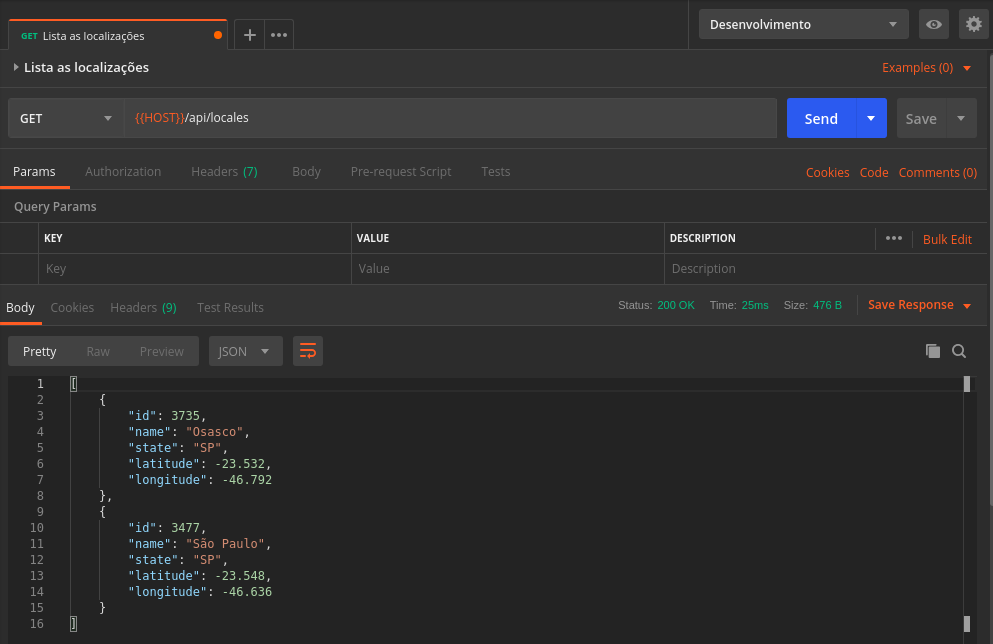 GET Lista as localizações
Desenvolvimento
Lista as localizações
Examples (0)
GET {{HOST}}/api/locales Send Save
Params Authorization Headers (7) Body Pre-request Script Tests Cookies Code Comments (0)
Query Params
KEY VALUE DESCRIPTION ••• Bulk Edit
Key Value Description
Body Cookies Headers (9) Test Results Status: 200 OK Time: 25ms Size: 476 B Save Response
Pretty Raw Preview JSON
1 [
2 {
3 "id": 3735,
4 "name": "Osasco",
5 "state": "SP",
6 "latitude": -23.532,
7 "longitude": -46.792
8 },
9 {
10 "id": 3477,
11 "name": "São Paulo",
12 "state": "SP",
13 "latitude": -23.548,
14 "longitude": -46.636
15 }
16 ]